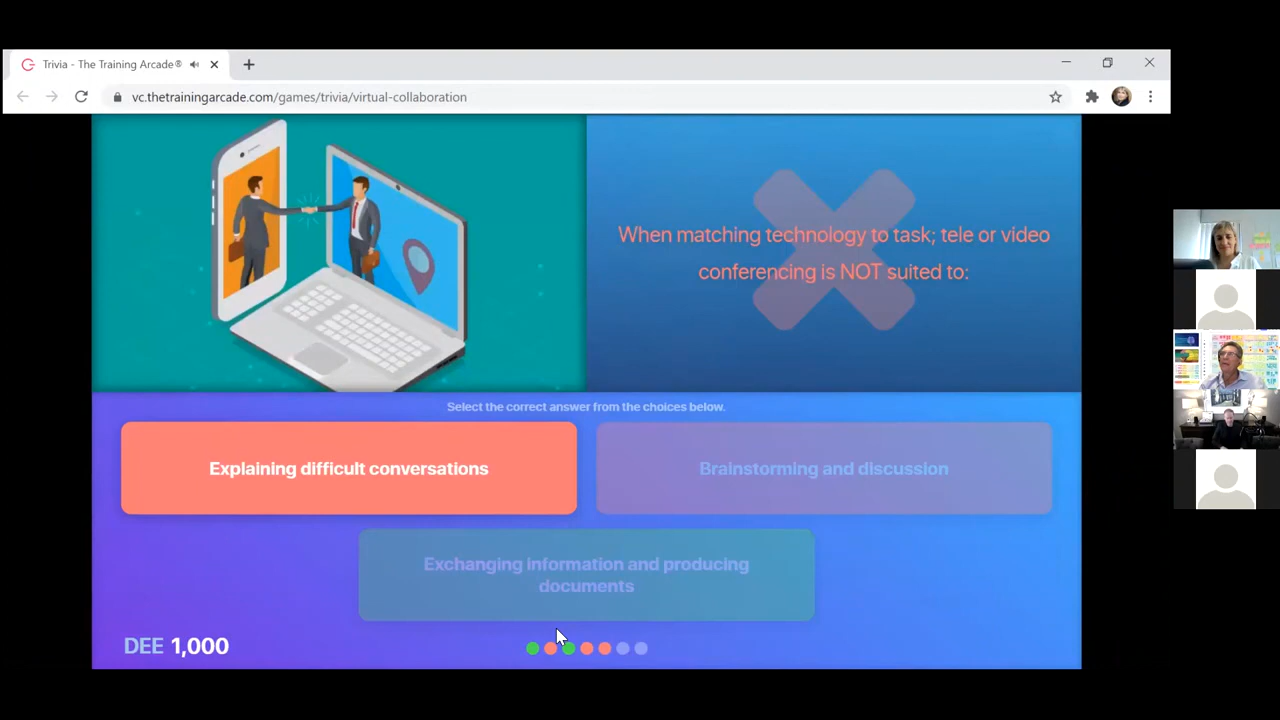 Trivia - The Training Arcade®
vc.thetrainingarcade.com/games/trivia/virtual-collaboration
When matching technology to task; tele or video
conferencing is NOT suited to:
Select the correct answer from the choices below.
Explaining difficult conversations
Brainstorming and discussion
Exchanging information and producing
documents
DEE 1,000